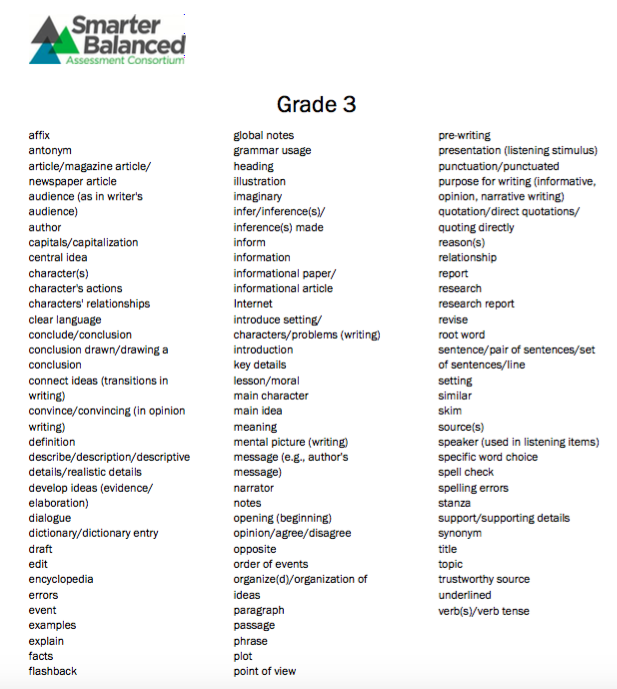 Smarter
Balanced
Assessment Consortium
Grade 3
affix
antonym
article/magazine article/
newspaper article
audience (as in writer's
audience)
author
capitals/capitalization
central idea
character(s)
character's actions
characters' relationships
clear language
conclude/conclusion
conclusion drawn/drawing a
conclusion
connect ideas (transitions in
writing)
convince/convincing (in opinion
writing)
definition
describe/description/descriptive
details/realistic details
develop ideas (evidence/
elaboration)
dialogue
dictionary/dictionary entry
draft
edit
encyclopedia
errors
event
examples
explain
facts
flashback
global notes
grammar usage
heading
illustration
imaginary
infer/inference(s)/
inference(s) made
inform
information
informational paper/
informational article
Internet
introduce setting/
characters/problems (writing)
introduction
key details
lesson/moral
main character
main idea
meaning
mental picture (writing)
message (e.g., author's
message)
narrator
notes
opening (beginning)
opinion/agree/disagree
opposite
order of events
organize(d)/organization of
ideas
paragraph
passage
phrase
plot
point of view
pre-writing
presentation (listening stimulus)
punctuation/punctuated
purpose for writing (informative,
opinion, narrative writing)
quotation/direct quotations/
quoting directly
reason(s)
relationship
report
research
research report
revise
root word
sentence/pair of sentences/set
of sentences/line
setting
similar
skim
source(s)
speaker (used in listening items)
specific word choice
spell check
spelling errors
stanza
support/supporting details
synonym
title
topic
trustworthy source
underlined
verb(s)/verb tense